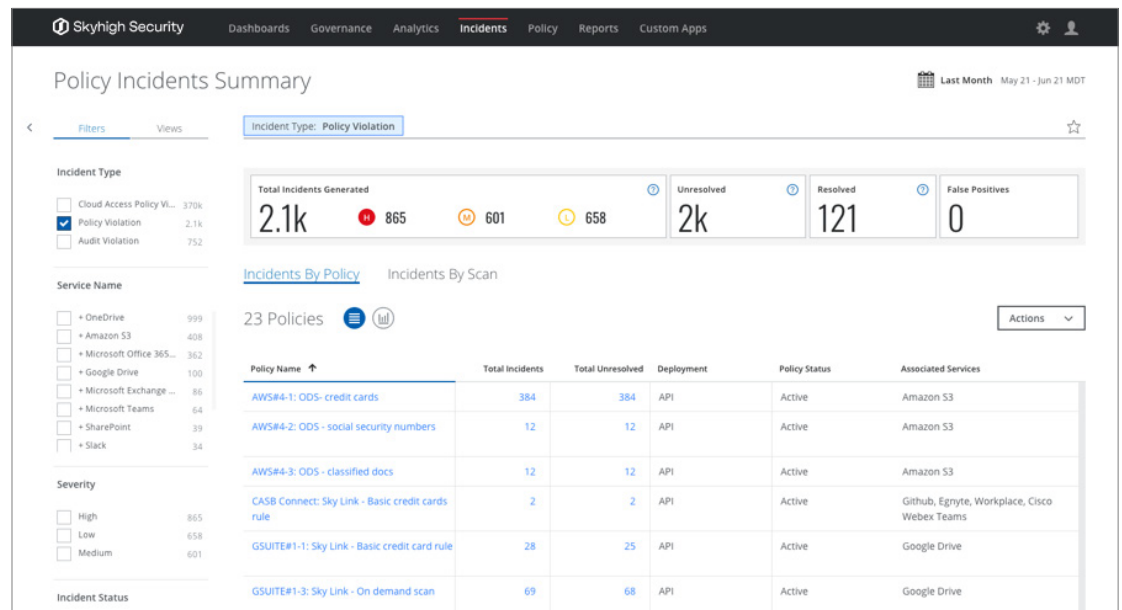 Skyhigh Security
Dashboards Governance Analytics Incidents Policy Reports Custom Apps
Policy Incidents Summary
Last Month May 21 - Jun 21 MDT
Filters Views
Incident Type: Policy Violation
Incident Type
Cloud Access Policy Vi... 370k
Policy Violation 2.1k
Audit Violation 752
Total Incidents Generated
2.1k H 865 M 601 L 658
Unresolved
2k
Resolved
121
False Positives
0
Service Name
+ OneDrive 999
+ Amazon S3 408
+ Microsoft Office 365... 362
+ Google Drive 100
+ Microsoft Exchange ... 86
+ Microsoft Teams 64
+ SharePoint 39
+ Slack 34
Severity
High 865
Low 658
Medium 601
Incident Status
Incidents By Policy Incidents By Scan
23 Policies
Actions
Policy Name Total Incidents Total Unresolved Deployment Policy Status Associated Services
AWS#4-1: ODS- credit cards 384 384 API Active Amazon S3
AWS#4-2: ODS - social security numbers 12 12 API Active Amazon S3
AWS#4-3: ODS - classified docs 12 12 API Active Amazon S3
CASB Connect: Sky Link - Basic credit cards 2 2 API Active Github, Egnyte, Workplace, Cisco
rule Webex Teams
GSUITE#1-1: Sky Link - Basic credit card rule 28 25 API Active Google Drive
GSUITE#1-3: Sky Link - On demand scan 69 68 API Active Google Drive